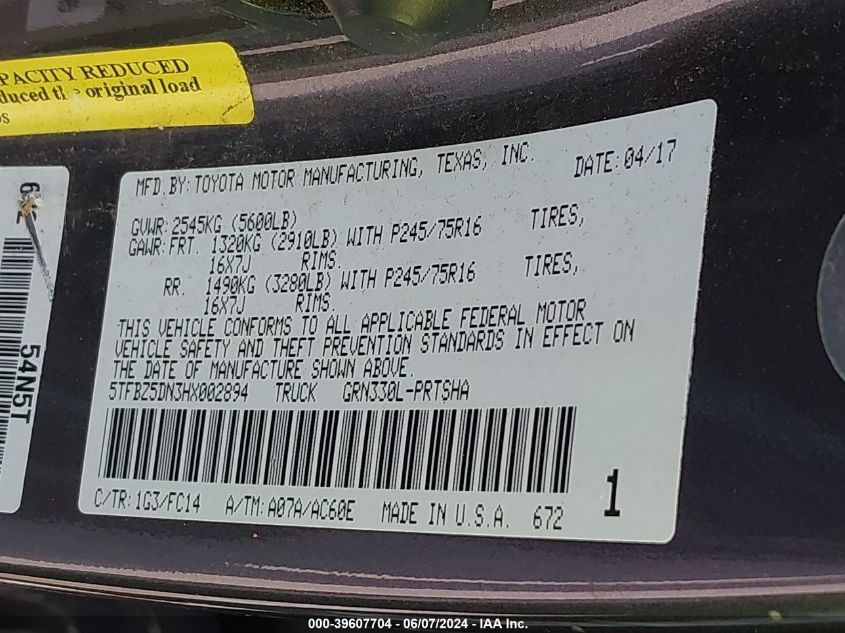 PACITY REDUCED
duced the original load
os
54N5T
MFD.BY: TOYOTA MOTOR MANUFACTURING, TEXAS, INC. DATE: 04/17
GVWR: 2545KG (5600LB)
GAWR: FRT. 1320KG (2910LB) WITH P245/75R16 TIRES,
16X7J RIMS.
RR. 1490KG (3280LB) WITH P245/75R16 TIRES,
16X7J RIMS.
THIS VEHICLE CONFORMS TO ALL APPLICABLE FEDERAL MOTOR
VEHICLE SAFETY AND THEFT PREVENTION STANDARDS IN EFFECT ON
THE DATE OF MANUFACTURE SHOWN ABOVE.
5TFBZ5DN3HX002894 TRUCK GRN330L-PRTSHA
C/TR: 1G3/FC14 A/TM: A07A/AC60E MADE IN U.S.A. 672 1
000-39607704 - 06/07/2024 - IAA Inc.